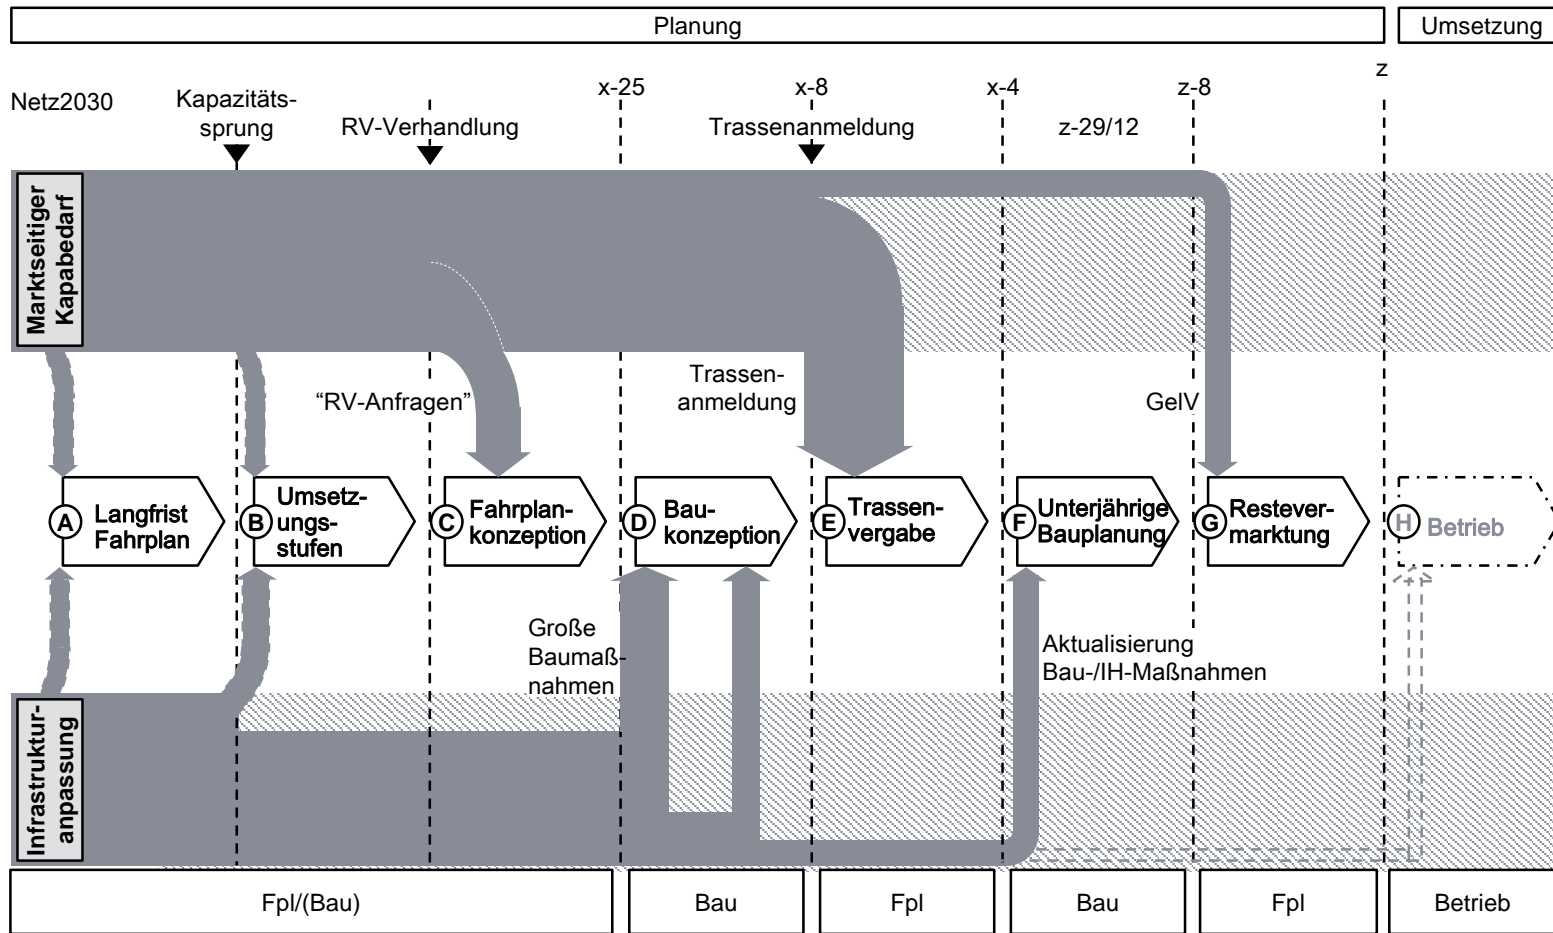 Planung
Umsetzung
Netz2030
Kapazitäts-
sprung
RV-Verhandlung
x-25
x-8
Trassenanmeldung
x-4
z-29/12
z-8
z
Marktseitiger
Kapabedarf
"RV-Anfragen"
Trassen-
anmeldung
GelV
A
Langfrist
Fahrplan
B
Umsetz-
ungs-
stufen
C
Fahrplan-
konzeption
D
Bau-
konzeption
E
Trassen-
vergabe
F
Unterjährige
Bauplanung
G
Restever-
marktung
H
Betrieb
Große
Baumaß-
nahmen
Aktualisierung
Bau-/IH-Maßnahmen
Infrastruktur-
anpassung
Fpl/(Bau)
Bau
Fpl
Bau
Fpl
Betrieb